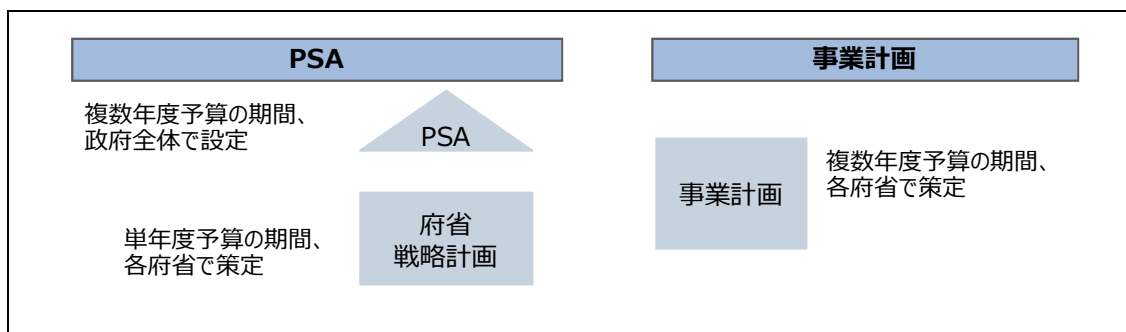 PSA
複数年度予算の期間、
政府全体で設定
PSA
単年度予算の期間、
各府省で策定
府省
戦略計画
事業計画
事業計画
複数年度予算の期間、
各府省で策定